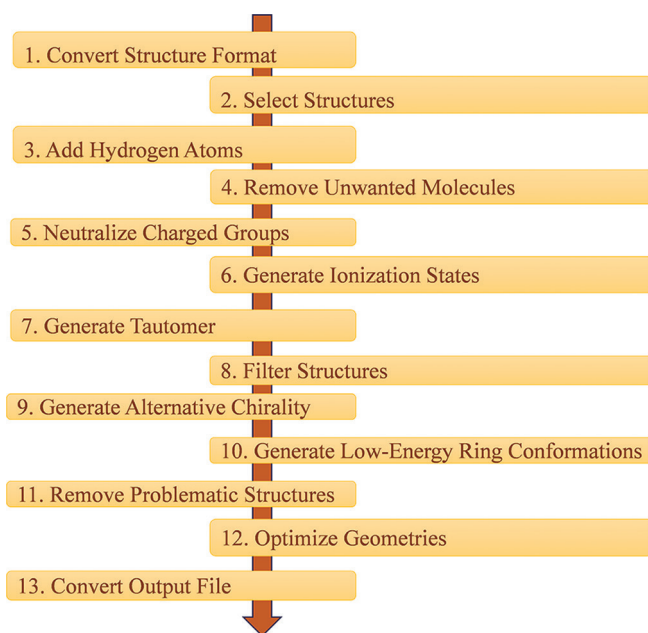 1. Convert Structure Format
2. Select Structures
3. Add Hydrogen Atoms
4. Remove Unwanted Molecules
5. Neutralize Charged Groups
6. Generate Ionization States
7. Generate Tautomer
8. Filter Structures
9. Generate Alternative Chirality
10. Generate Low-Energy Ring Conformations
11. Remove Problematic Structures
12. Optimize Geometries
13. Convert Output File